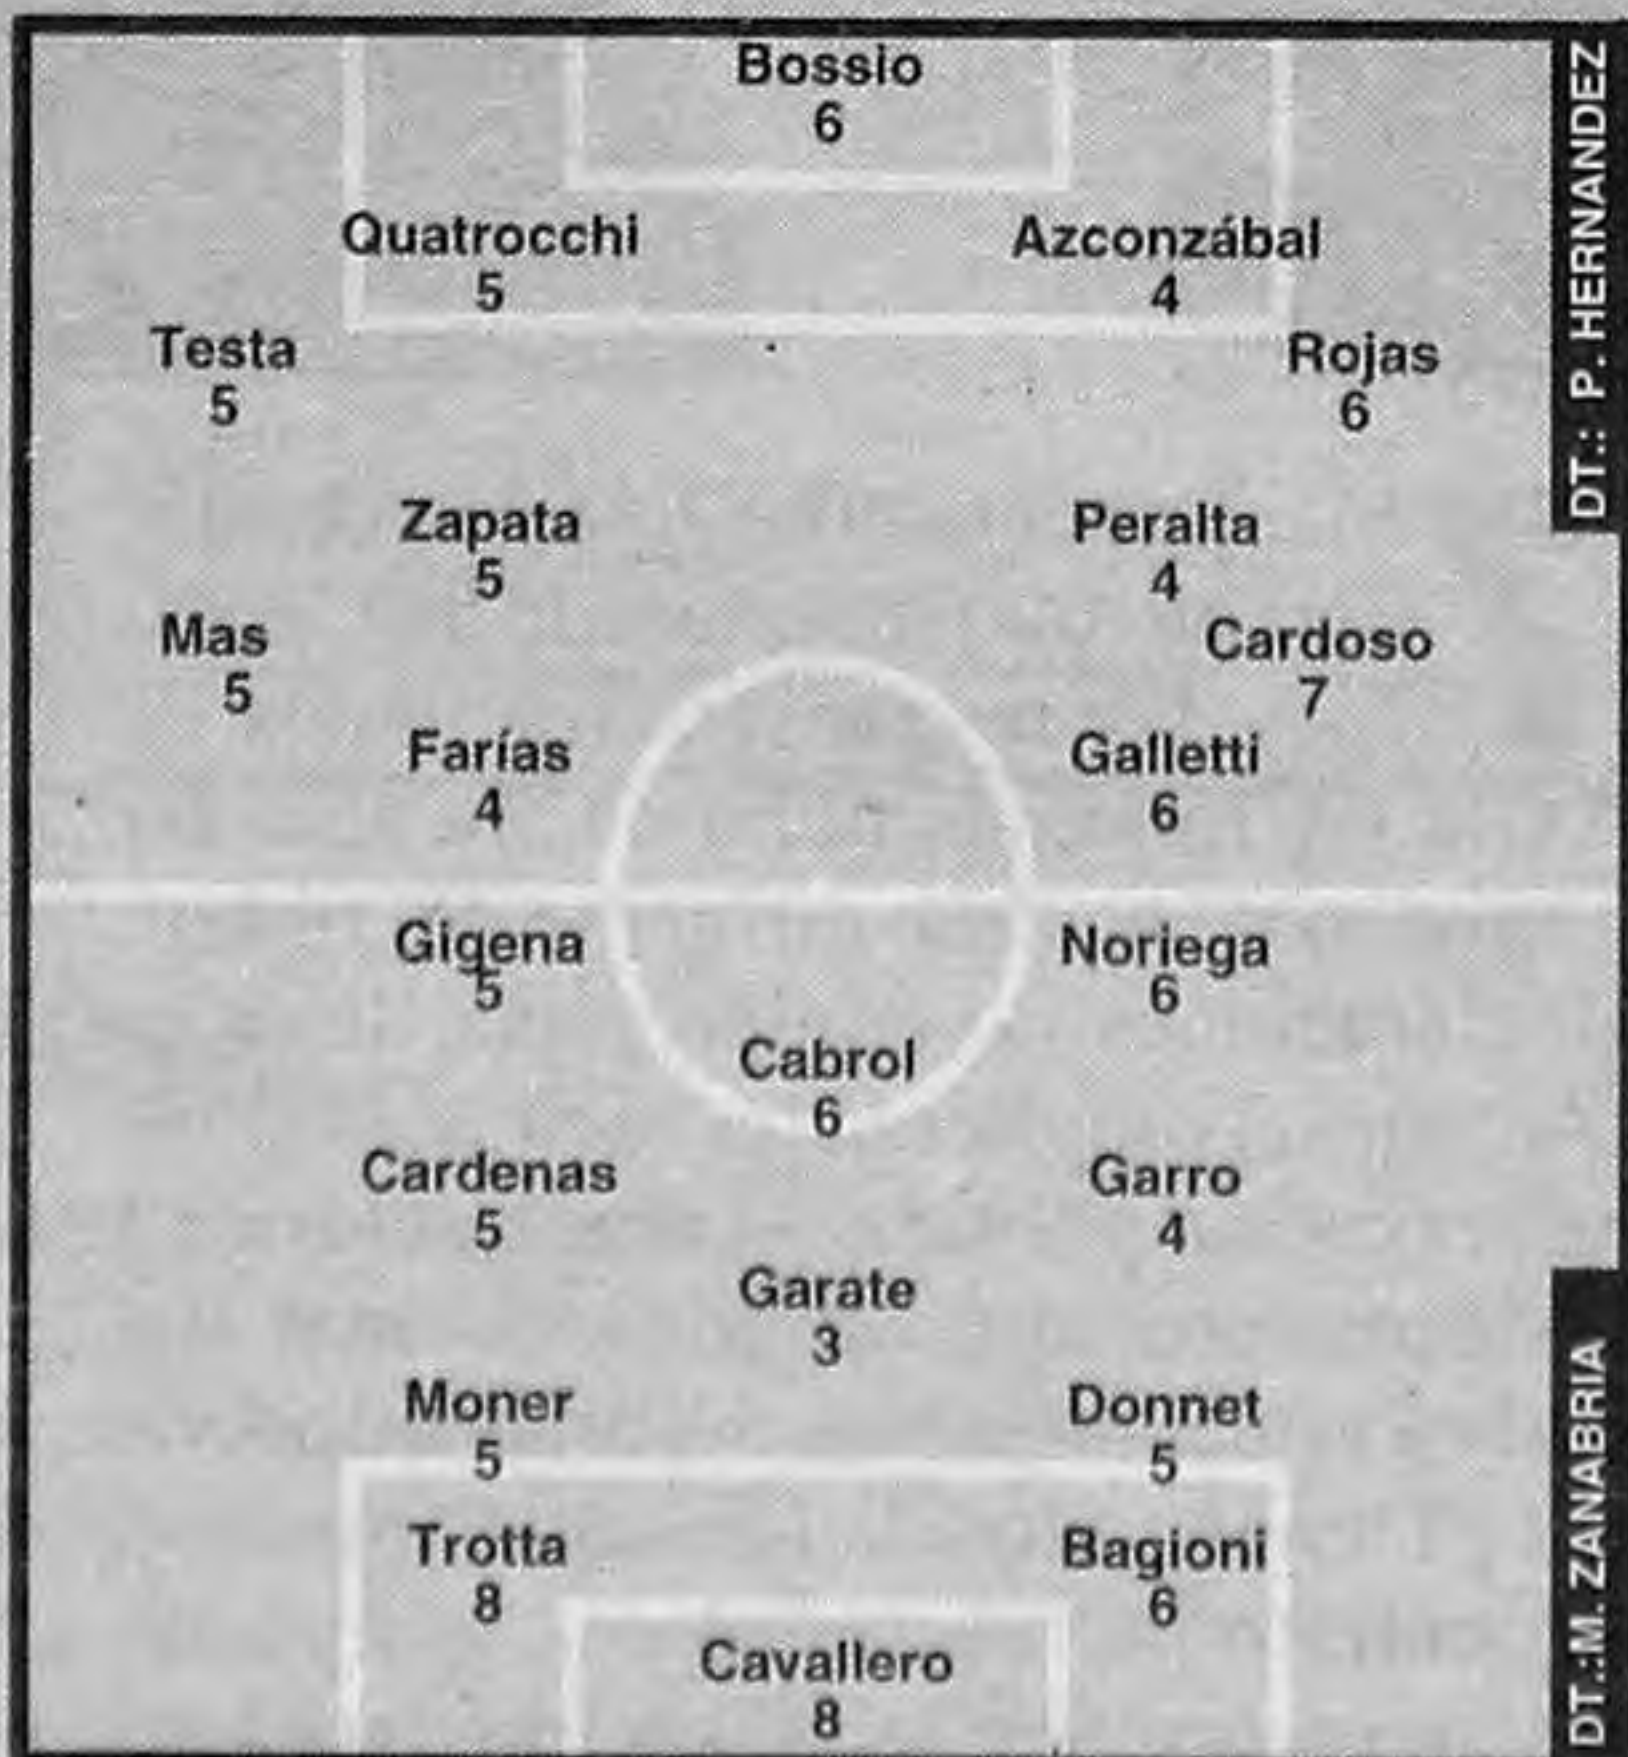 Bossio
6
Quatrocchi
5
Azconzábal
4
Testa
5
Rojas
6
Zapata
5
Peralta
4
Mas
5
Cardoso
7
Farías
4
Galletti
6
Gigena
5
Noriega
6
Cabrol
6
Cardenas
5
Garro
4
Garate
3
Moner
5
Donnet
5
Trotta
8
Bagioni
6
Cavallero
8
DT.: P. HERNANDEZ
DT.:M. ZANABRIA